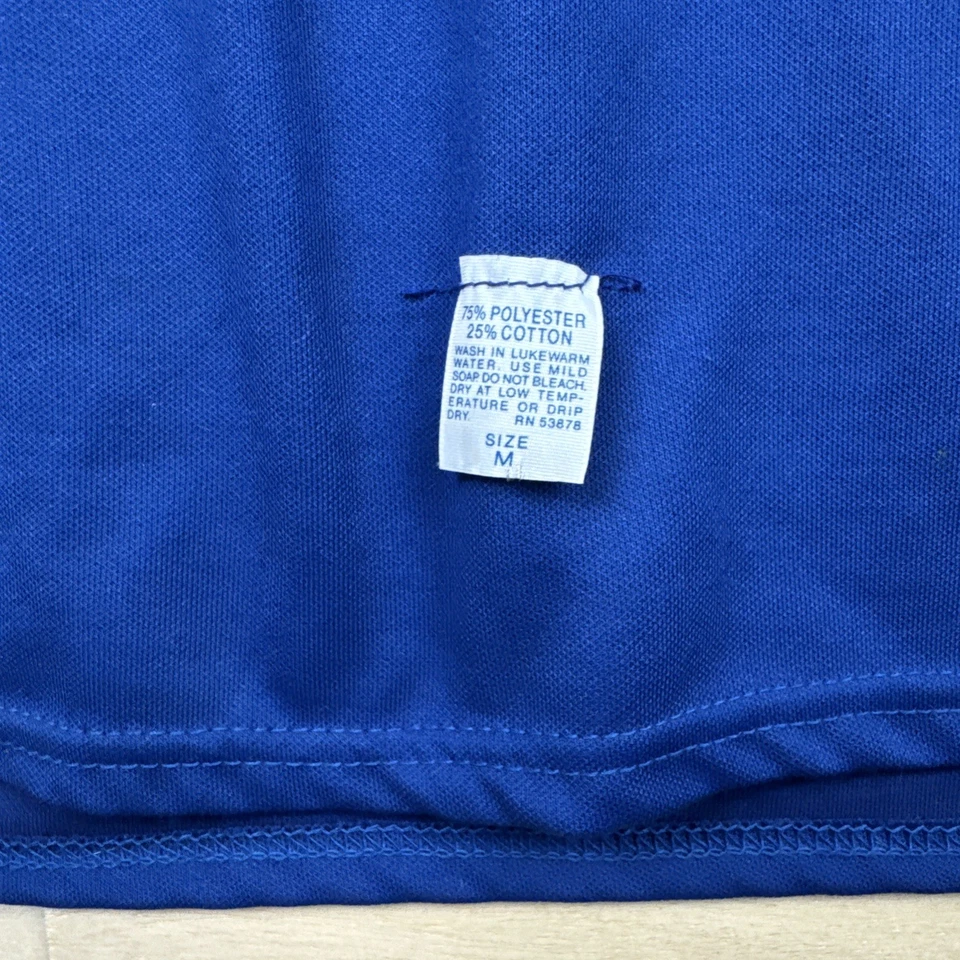 75% POLYESTER
25% COTTON
WASH IN LUKEWARM
WATER. USE MILD
SOAP DO NOT BLEACH.
DRY AT LOW TEMP-
ERATURE OR DRIP
DRY. RN 53878
SIZE
M